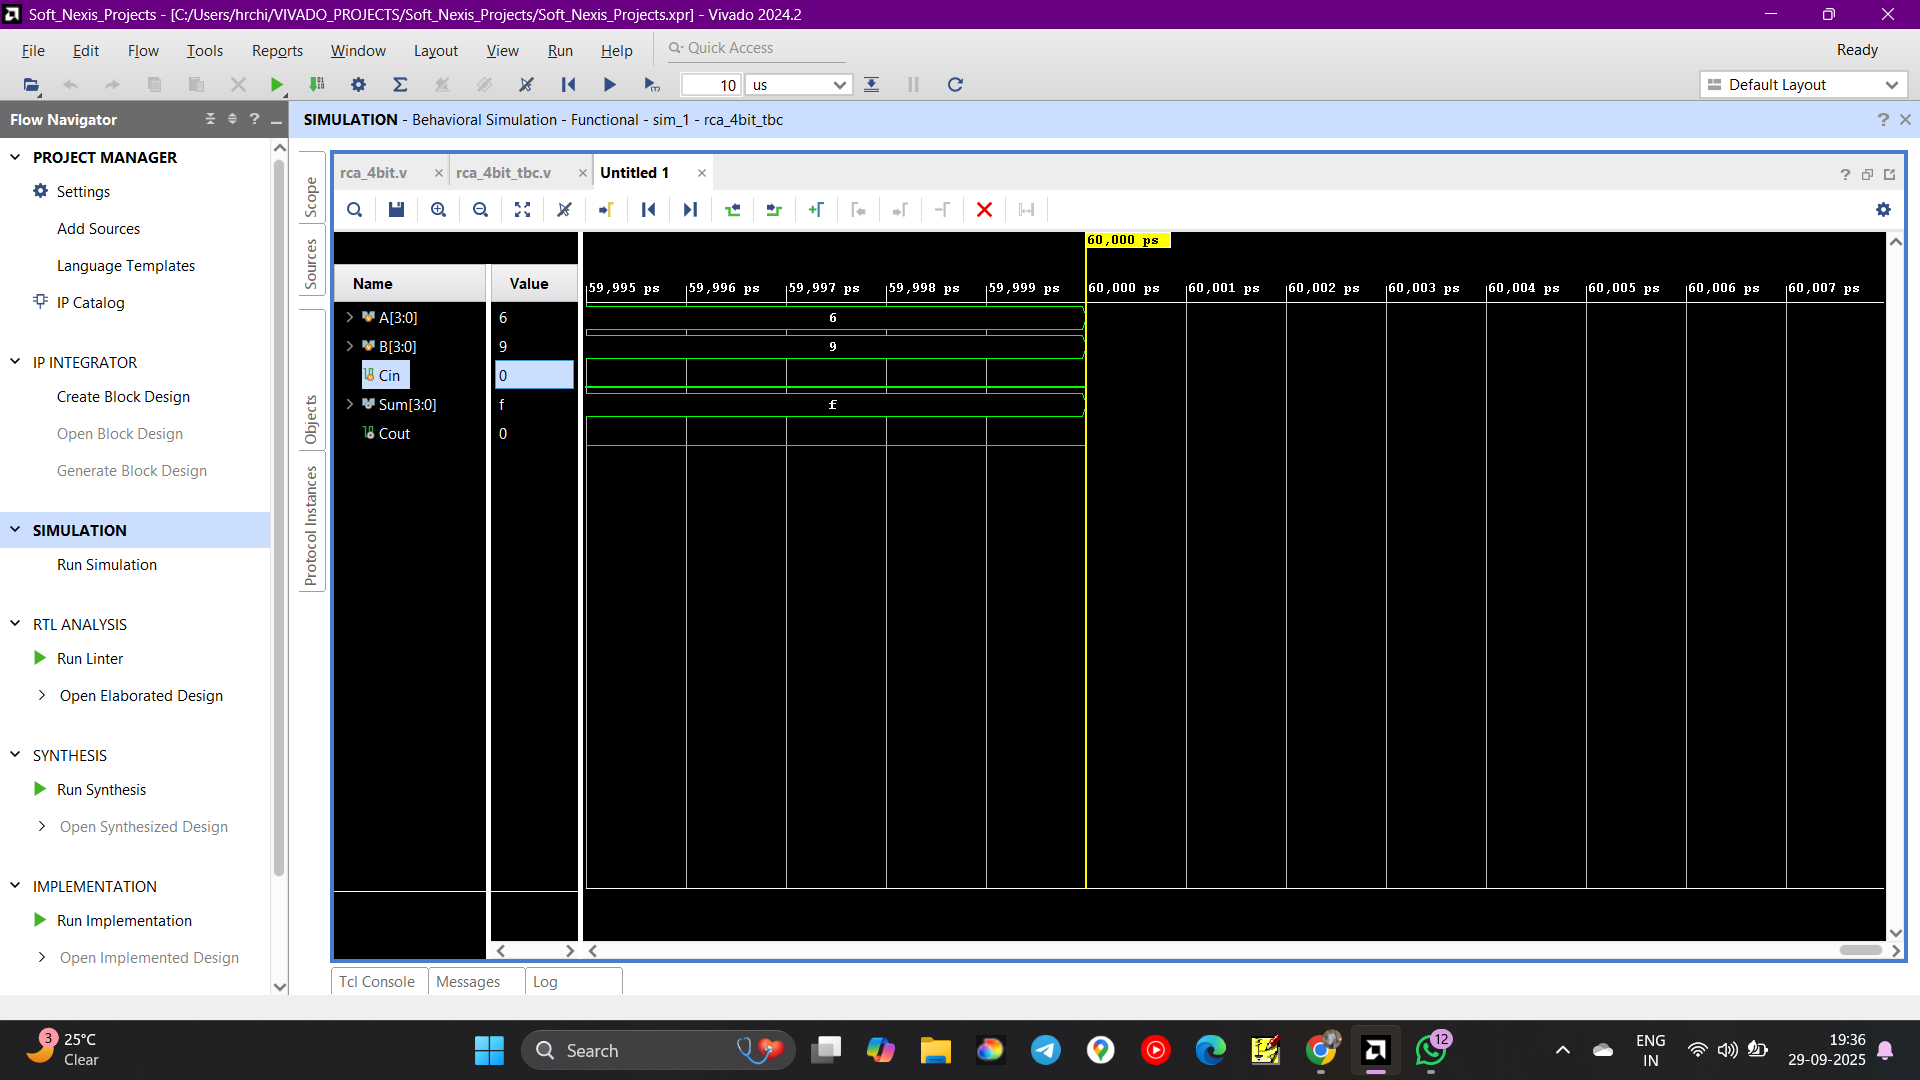 Soft_Nexis_Projects - [C:/Users/hrchi/VIVADO_PROJECTS/Soft_Nexis_Projects/Soft_Nexis_Projects.xpr] - Vivado 2024.2
File Edit Flow Tools Reports Window Layout View Run Help Quick Access Ready
10 us Default Layout
Flow Navigator ? SIMULATION - Behavioral Simulation - Functional - sim_1 - rca_4bit_tbc ?
PROJECT MANAGER
Settings
Add Sources
Language Templates
IP Catalog
IP INTEGRATOR
Create Block Design
Open Block Design
Generate Block Design
SIMULATION
Run Simulation
RTL ANALYSIS
Run Linter
Open Elaborated Design
SYNTHESIS
Run Synthesis
Open Synthesized Design
IMPLEMENTATION
Run Implementation
Open Implemented Design
Scope
Sources
Objects
Protocol Instances
rca_4bit.v rca_4bit_tbc.v Untitled 1 ?
60,000 ps
Name Value
59,995 ps 59,996 ps 59,997 ps 59,998 ps 59,999 ps 60,000 ps 60,001 ps 60,002 ps 60,003 ps 60,004 ps 60,005 ps 60,006 ps 60,007 ps
A[3:0] 6 6
B[3:0] 9 9
Cin 0
Sum[3:0] f f
Cout 0
Tcl Console Messages Log
3 25°C
Clear
Search
12
ENG
IN
19:36
29-09-2025